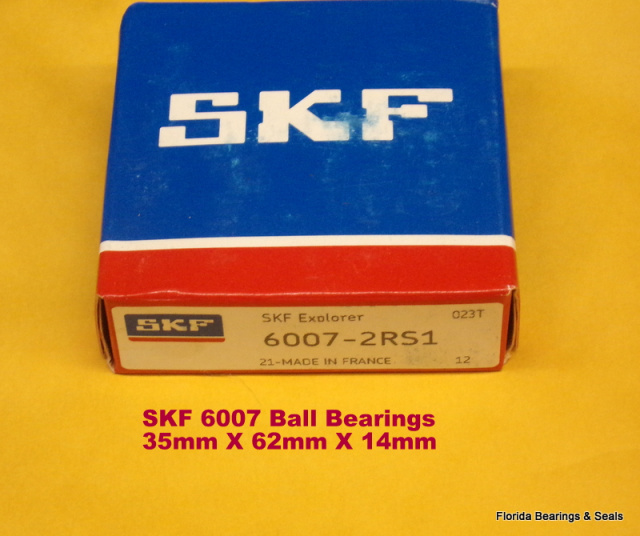 SKF
SKF
SKF Explorer 023T
6007-2RS1
21-MADE IN FRANCE 12
SKF 6007 Ball Bearings
35mm X 62mm X 14mm
Florida Bearings & Seals